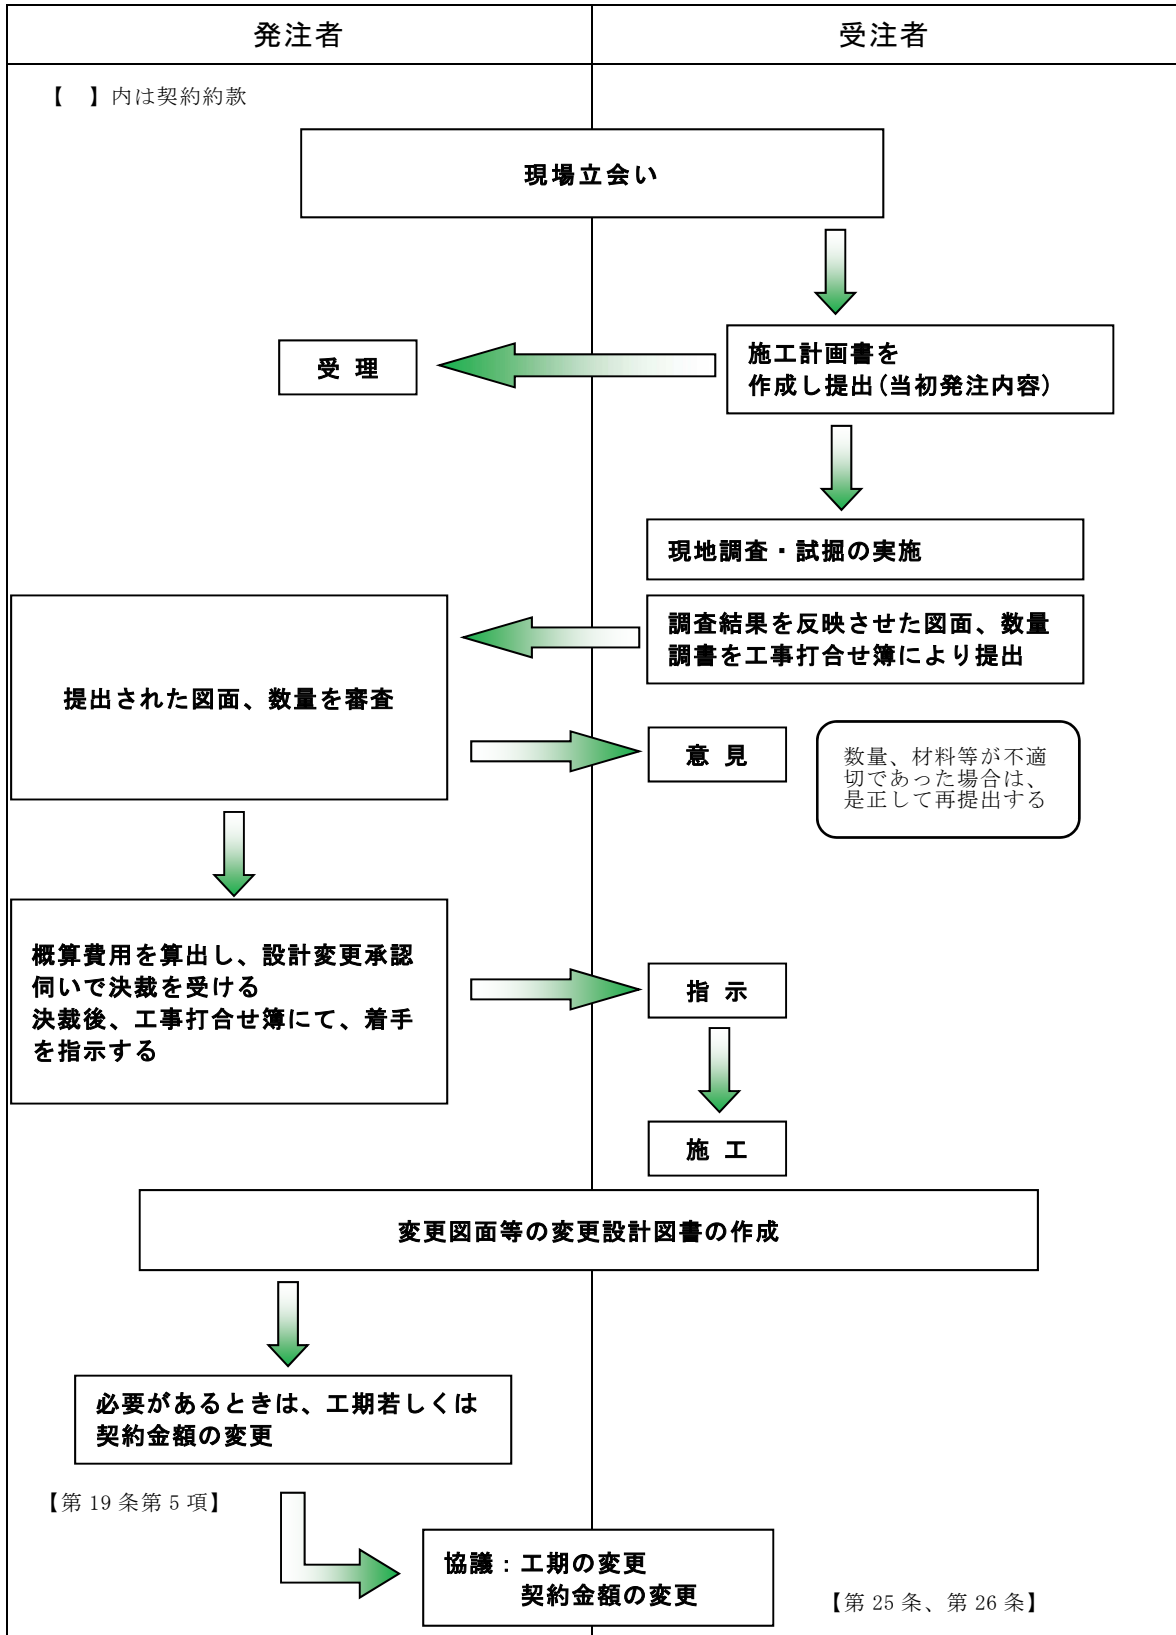 発注者
受注者
【　】内は契約約款
現場立会い
施工計画書を
作成し提出(当初発注内容)
受 理
現地調査・試掘の実施
調査結果を反映させた図面、数量
調書を工事打合せ簿により提出
提出された図面、数量を審査
意 見
数量、材料等が不適
切であった場合は、
是正して再提出する
概算費用を算出し、設計変更承認
伺いで決裁を受ける
決裁後、工事打合せ簿にて、着手
を指示する
指 示
施 工
変更図面等の変更設計図書の作成
必要があるときは、工期若しくは
契約金額の変更
【第 19 条第 5 項】
協議：工期の変更
契約金額の変更
【第 25 条、第 26 条】